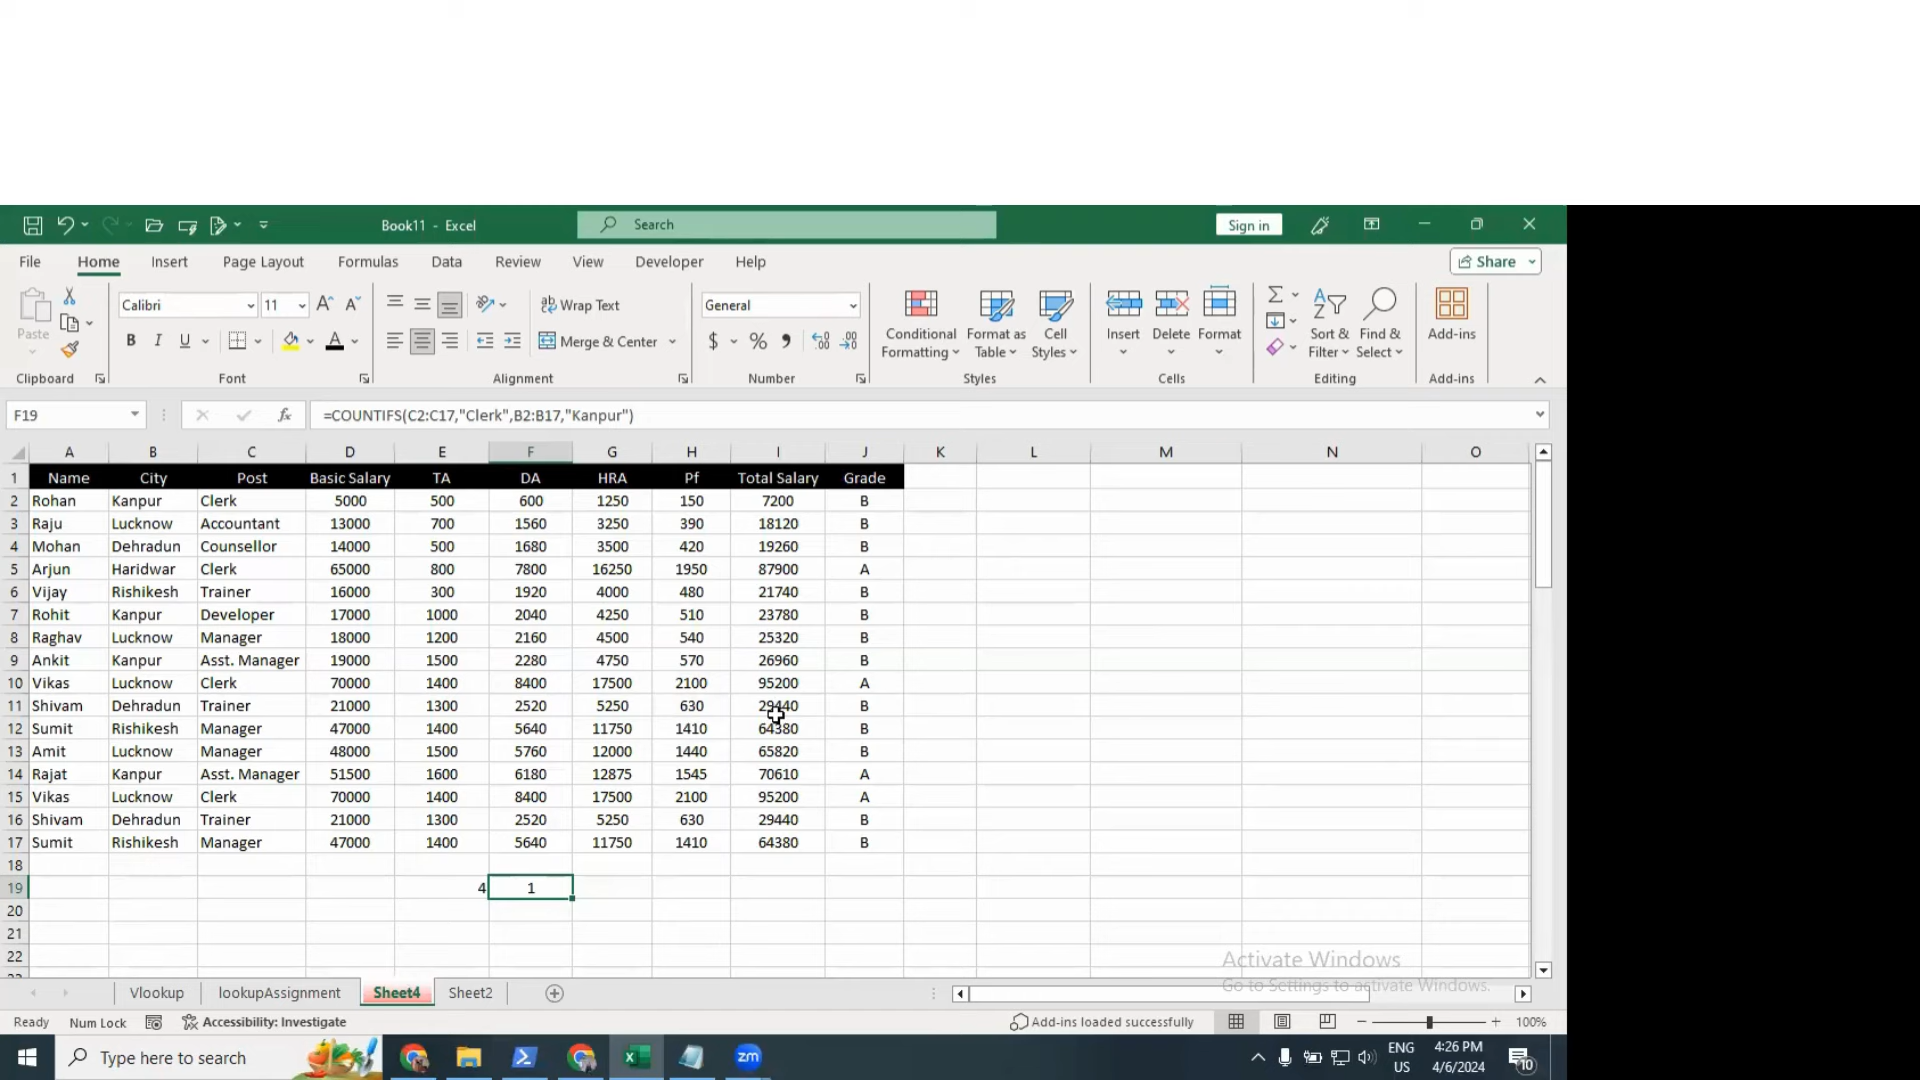 Book11 - Excel
Search
Sign in
File Home Insert Page Layout Formulas Data Review View Developer Help
Share
Paste
Calibri 11
Wrap Text
General
Merge & Center
Conditional Formatting
Format as Table
Cell Styles
Insert Delete Format
Sort & Filter
Find & Select
Add-ins
Clipboard Font Alignment Number Styles Cells Editing Add-ins
F19 fx =COUNTIFS(C2:C17,"Clerk",B2:B17,"Kanpur")
A B C D E F G H I J K L M N O
1 Name City Post Basic Salary TA DA HRA Pf Total Salary Grade
2 Rohan Kanpur Clerk 5000 500 600 1250 150 7200 B
3 Raju Lucknow Accountant 13000 700 1560 3250 390 18120 B
4 Mohan Dehradun Counsellor 14000 500 1680 3500 420 19260 B
5 Arjun Haridwar Clerk 65000 800 7800 16250 1950 87900 A
6 Vijay Rishikesh Trainer 16000 300 1920 4000 480 21740 B
7 Rohit Kanpur Developer 17000 1000 2040 4250 510 23780 B
8 Raghav Lucknow Manager 18000 1200 2160 4500 540 25320 B
9 Ankit Kanpur Asst. Manager 19000 1500 2280 4750 570 26960 B
10 Vikas Lucknow Clerk 70000 1400 8400 17500 2100 95200 A
11 Shivam Dehradun Trainer 21000 1300 2520 5250 630 29440 B
12 Sumit Rishikesh Manager 47000 1400 5640 11750 1410 64380 B
13 Amit Lucknow Manager 48000 1500 5760 12000 1440 65820 B
14 Rajat Kanpur Asst. Manager 51500 1600 6180 12875 1545 70610 A
15 Vikas Lucknow Clerk 70000 1400 8400 17500 2100 95200 A
16 Shivam Dehradun Trainer 21000 1300 2520 5250 630 29440 B
17 Sumit Rishikesh Manager 47000 1400 5640 11750 1410 64380 B
18
19 4 1
20
21
22
Activate Windows
Go to Settings to activate Windows.
Vlookup lookupAssignment Sheet4 Sheet2
Ready Num Lock Accessibility: Investigate Add-ins loaded successfully 100%
Type here to search
zm
ENG
US
4:26 PM
4/6/2024
10